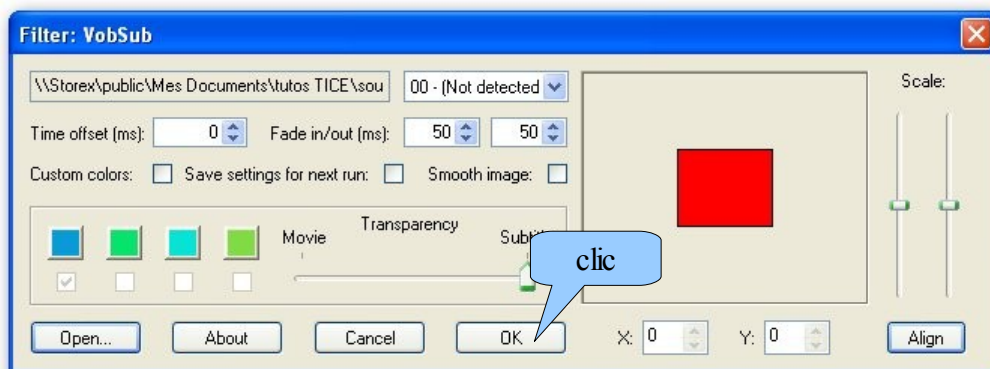 Filter: VobSub
\\Storex\public\Mes Documents\tutos TICE\sou 00 - (Not detected Scale:
Time offset (ms): 0 Fade in/out (ms): 50 50
Custom colors: Save settings for next run: Smooth image:
Transparency
Movie
clic
Open... About Cancel OK X: 0 Y: 0 Align